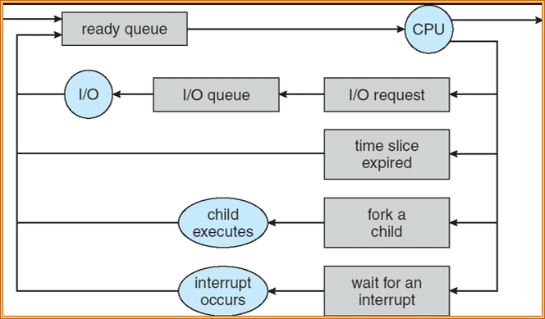 ready queue
CPU
I/O
I/O queue
I/O request
time slice
expired
child
executes
fork a
child
interrupt
occurs
wait for an
interrupt